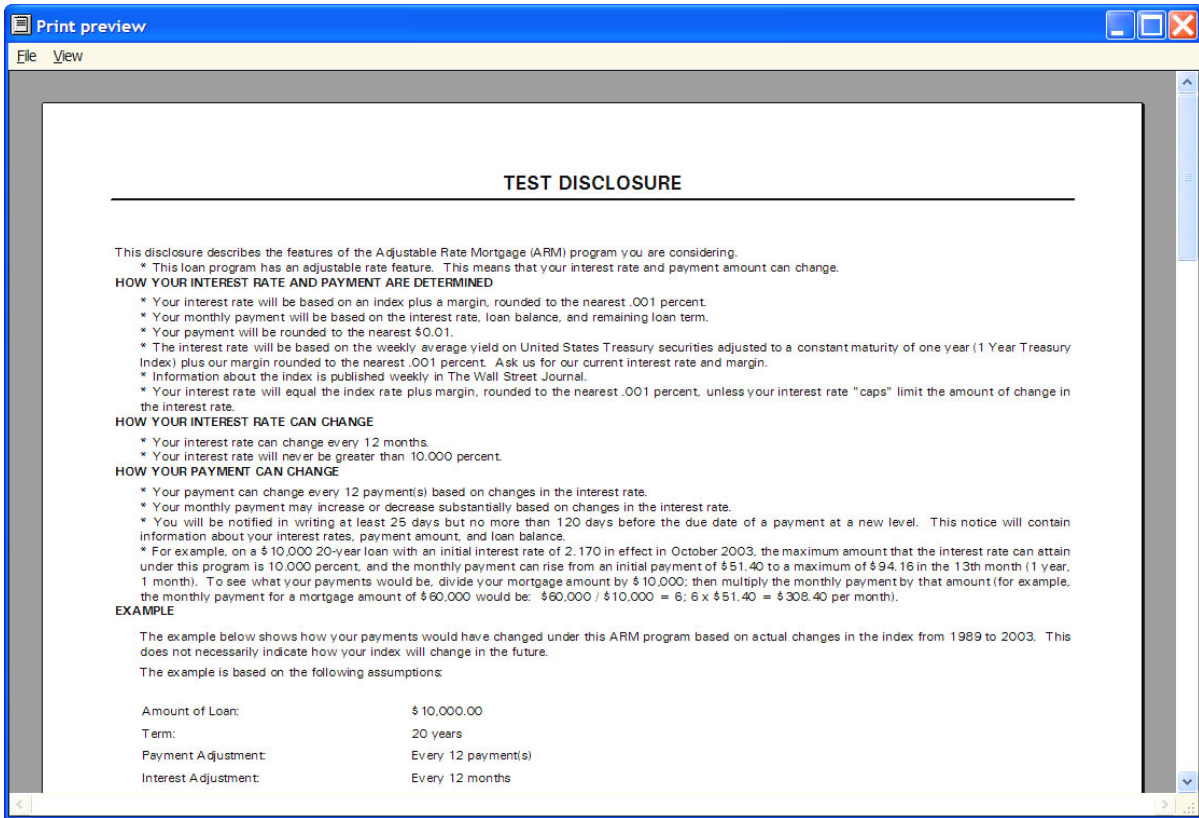 Print preview
File View
TEST DISCLOSURE
This disclosure describes the features of the Adjustable Rate Mortgage (ARM) program you are considering.
* This loan program has an adjustable rate feature. This means that your interest rate and payment amount can change.
HOW YOUR INTEREST RATE AND PAYMENT ARE DETERMINED
* Your interest rate will be based on an index plus a margin, rounded to the nearest .001 percent.
* Your monthly payment will be based on the interest rate, loan balance, and remaining loan term.
* Your payment will be rounded to the nearest $0.01.
* The interest rate will be based on the weekly average yield on United States Treasury securities adjusted to a constant maturity of one year (1 Year Treasury
Index) plus our margin rounded to the nearest .001 percent. Ask us for our current interest rate and margin.
* Information about the index is published weekly in The Wall Street Journal.
* Your interest rate will equal the index rate plus margin, rounded to the nearest .001 percent, unless your interest rate "caps" limit the amount of change in
the interest rate.
HOW YOUR INTEREST RATE CAN CHANGE
* Your interest rate can change every 12 months.
* Your interest rate will never be greater than 10.000 percent.
HOW YOUR PAYMENT CAN CHANGE
* Your payment can change every 12 payment(s) based on changes in the interest rate.
* Your monthly payment may increase or decrease substantially based on changes in the interest rate.
* You will be notified in writing at least 25 days but no more than 120 days before the due date of a payment at a new level. This notice will contain
information about your interest rates, payment amount, and loan balance.
* For example, on a $10,000 20-year loan with an initial interest rate of 2.170 in effect in October 2003, the maximum amount that the interest rate can attain
under this program is 10.000 percent, and the monthly payment can rise from an initial payment of $51.40 to a maximum of $94.16 in the 13th month (1 year,
1 month). To see what your payments would be, divide your mortgage amount by $10,000; then multiply the monthly payment by that amount (for example,
the monthly payment for a mortgage amount of $60,000 would be: $60,000 / $10,000 = 6; 6 x $51.40 = $308.40 per month).
EXAMPLE
The example below shows how your payments would have changed under this ARM program based on actual changes in the index from 1989 to 2003. This
does not necessarily indicate how your index will change in the future.
The example is based on the following assumptions:
Amount of Loan: $10,000.00
Term: 20 years
Payment Adjustment: Every 12 payment(s)
Interest Adjustment: Every 12 months